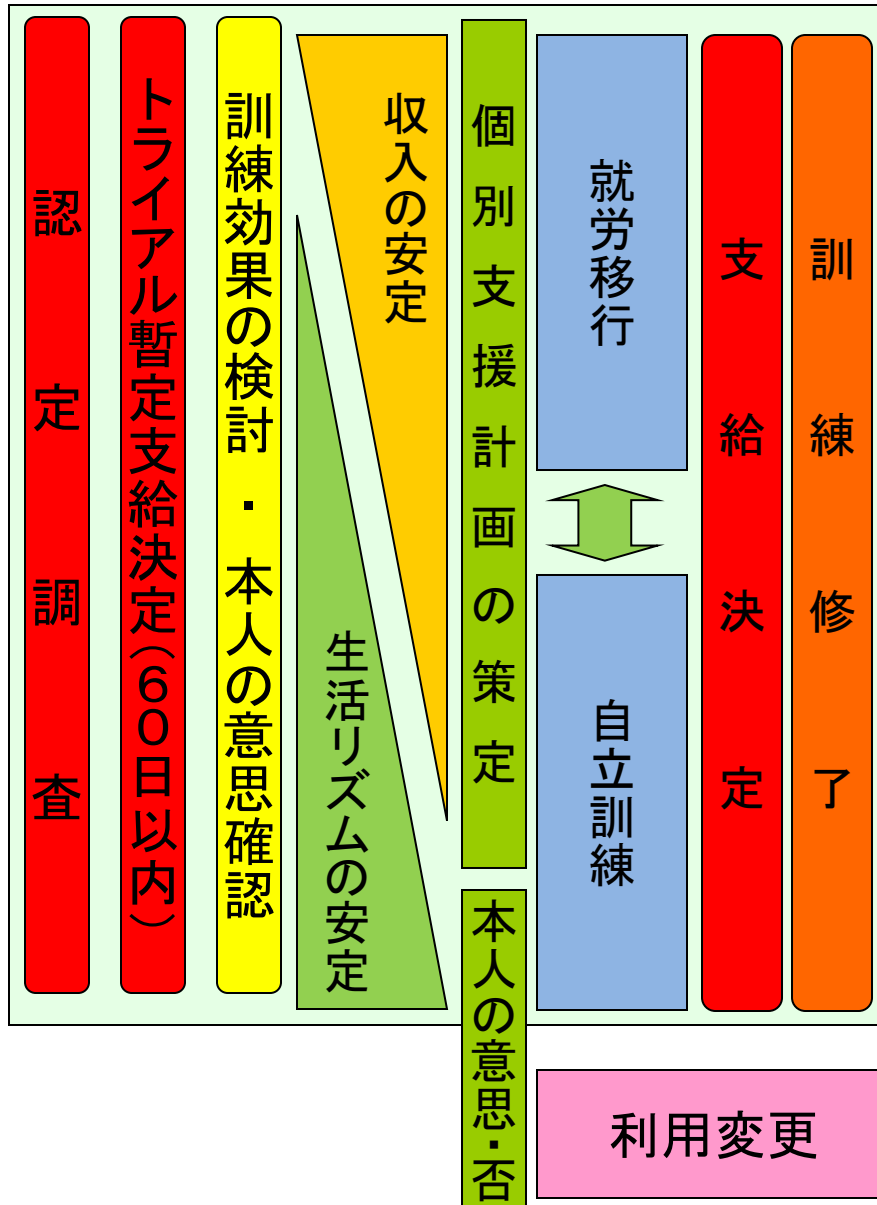 認定調査
トライアル暫定支給決定（６０日以内）
訓練効果の検討　・　本人の意思確認
収入の安定
生活リズムの安定
個別支援計画の策定
本人の意思・否
就労移行
自立訓練
支給決定
訓練修了
利用変更